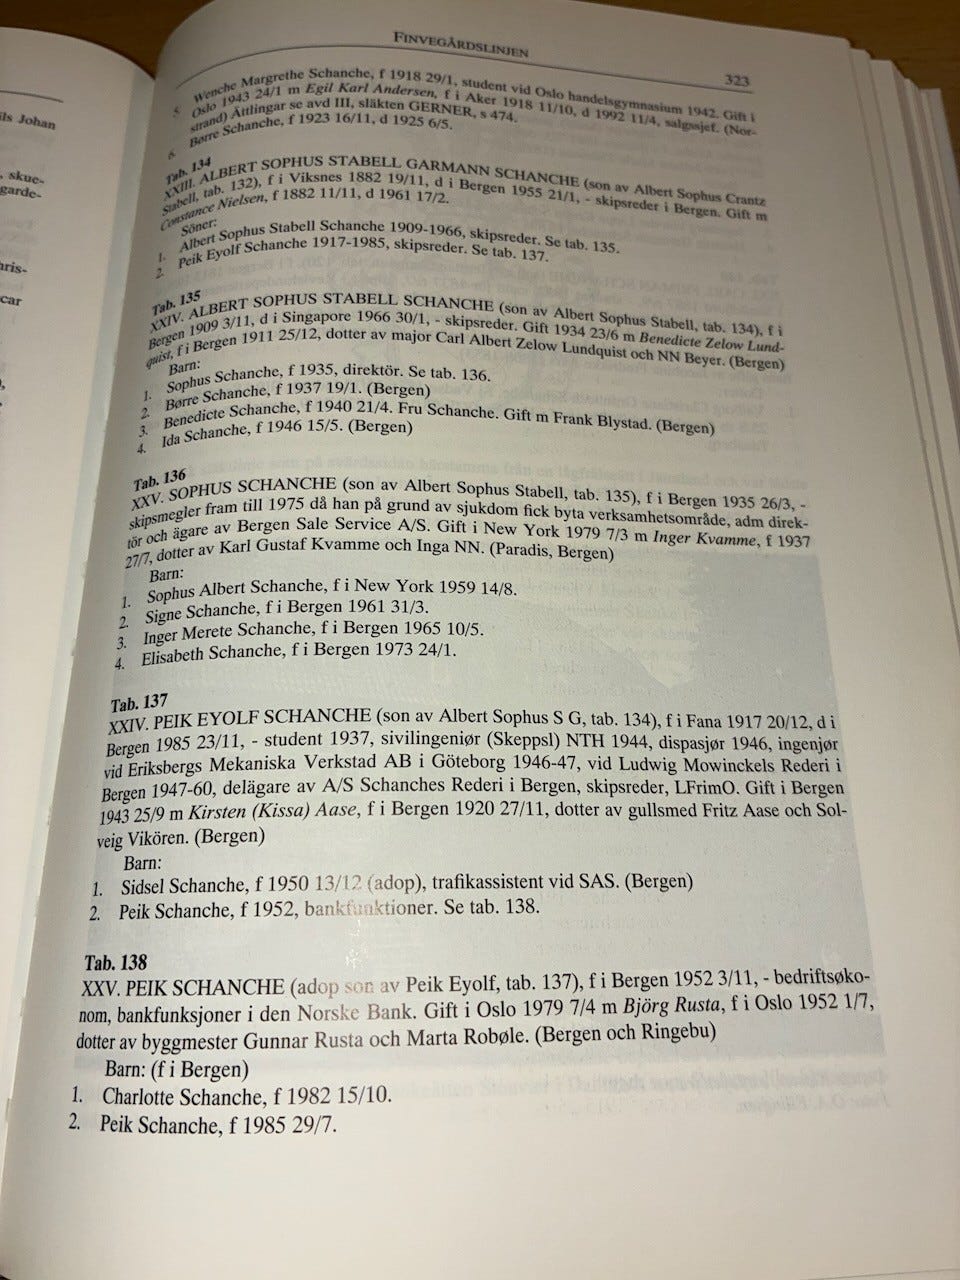 ils Johan
, skue-
garde-
ris-
car
FINVEGÅRDSLINJEN
323
5. Wenche Margrethe Schanche, f 1918 29/1, student vid Oslo handelsgymnasium 1942. Gift i
Oslo 1943 24/1 m Egil Karl Andersen, f i Aker 1918 11/10, d 1992 11/4, salgssjef. (Nor-
strand) Ättlingar se avd III, släkten GERNER, s 474.
6. Børre Schanche, f 1923 16/11, d 1925 6/5.
Tab. 134
XXIII. ALBERT SOPHUS STABELL GARMANN SCHANCHE (son av Albert Sophus Crantz
Stabell, tab. 132), f i Viksnes 1882 19/11, d i Bergen 1955 21/1, - skipsreder i Bergen. Gift m
Constance Nielsen, f 1882 11/11, d 1961 17/2.
Söner:
1. Albert Sophus Stabell Schanche 1909-1966, skipsreder. Se tab. 135.
2. Peik Eyolf Schanche 1917-1985, skipsreder. Se tab. 137.
Tab. 135
XXIV. ALBERT SOPHUS STABELL SCHANCHE (son av Albert Sophus Stabell, tab. 134), f i
Bergen 1909 3/11, d i Singapore 1966 30/1, - skipsreder. Gift 1934 23/6 m Benedicte Zelow Lund-
quist, f i Bergen 1911 25/12, dotter av major Carl Albert Zelow Lundquist och NN Beyer. (Bergen)
Barn:
1. Sophus Schanche, f 1935, direktör. Se tab. 136.
2. Børre Schanche, f 1937 19/1. (Bergen)
3. Benedicte Schanche, f 1940 21/4. Fru Schanche. Gift m Frank Blystad. (Bergen)
4. Ida Schanche, f 1946 15/5. (Bergen)
Tab. 136
XXV. SOPHUS SCHANCHE (son av Albert Sophus Stabell, tab. 135), f i Bergen 1935 26/3, -
skipsmegler fram till 1975 då han på grund av sjukdom fick byta verksamhetsområde, adm direk-
tör och ägare av Bergen Sale Service A/S. Gift i New York 1979 7/3 m Inger Kvamme, f 1937
27/7, dotter av Karl Gustaf Kvamme och Inga NN. (Paradis, Bergen)
Barn:
1. Sophus Albert Schanche, f i New York 1959 14/8.
2. Signe Schanche, f i Bergen 1961 31/3.
3. Inger Merete Schanche, f i Bergen 1965 10/5.
4. Elisabeth Schanche, f i Bergen 1973 24/1.
Tab. 137
XXIV. PEIK EYOLF SCHANCHE (son av Albert Sophus S G, tab. 134), f i Fana 1917 20/12, d i
Bergen 1985 23/11, - student 1937, sivilingeniør (Skeppsl) NTH 1944, dispasjør 1946, ingenjør
vid Eriksbergs Mekaniska Verkstad AB i Göteborg 1946-47, vid Ludwig Mowinckels Rederi i
Bergen 1947-60, delägare av A/S Schanches Rederi i Bergen, skipsreder, LFrimO. Gift i Bergen
1943 25/9 m Kirsten (Kissa) Aase, f i Bergen 1920 27/11, dotter av gullsmed Fritz Aase och Sol-
veig Vikören. (Bergen)
Barn:
1. Sidsel Schanche, f 1950 13/12 (adop), trafikassistent vid SAS. (Bergen)
2. Peik Schanche, f 1952, bankfunktioner. Se tab. 138.
Tab. 138
XXV. PEIK SCHANCHE (adop son av Peik Eyolf, tab. 137), f i Bergen 1952 3/11, - bedriftsøko-
nom, bankfunksjoner i den Norske Bank. Gift i Oslo 1979 7/4 m Björg Rusta, f i Oslo 1952 1/7,
dotter av byggmester Gunnar Rusta och Marta Robøle. (Bergen och Ringebu)
Barn: (f i Bergen)
1. Charlotte Schanche, f 1982 15/10.
2. Peik Schanche, f 1985 29/7.